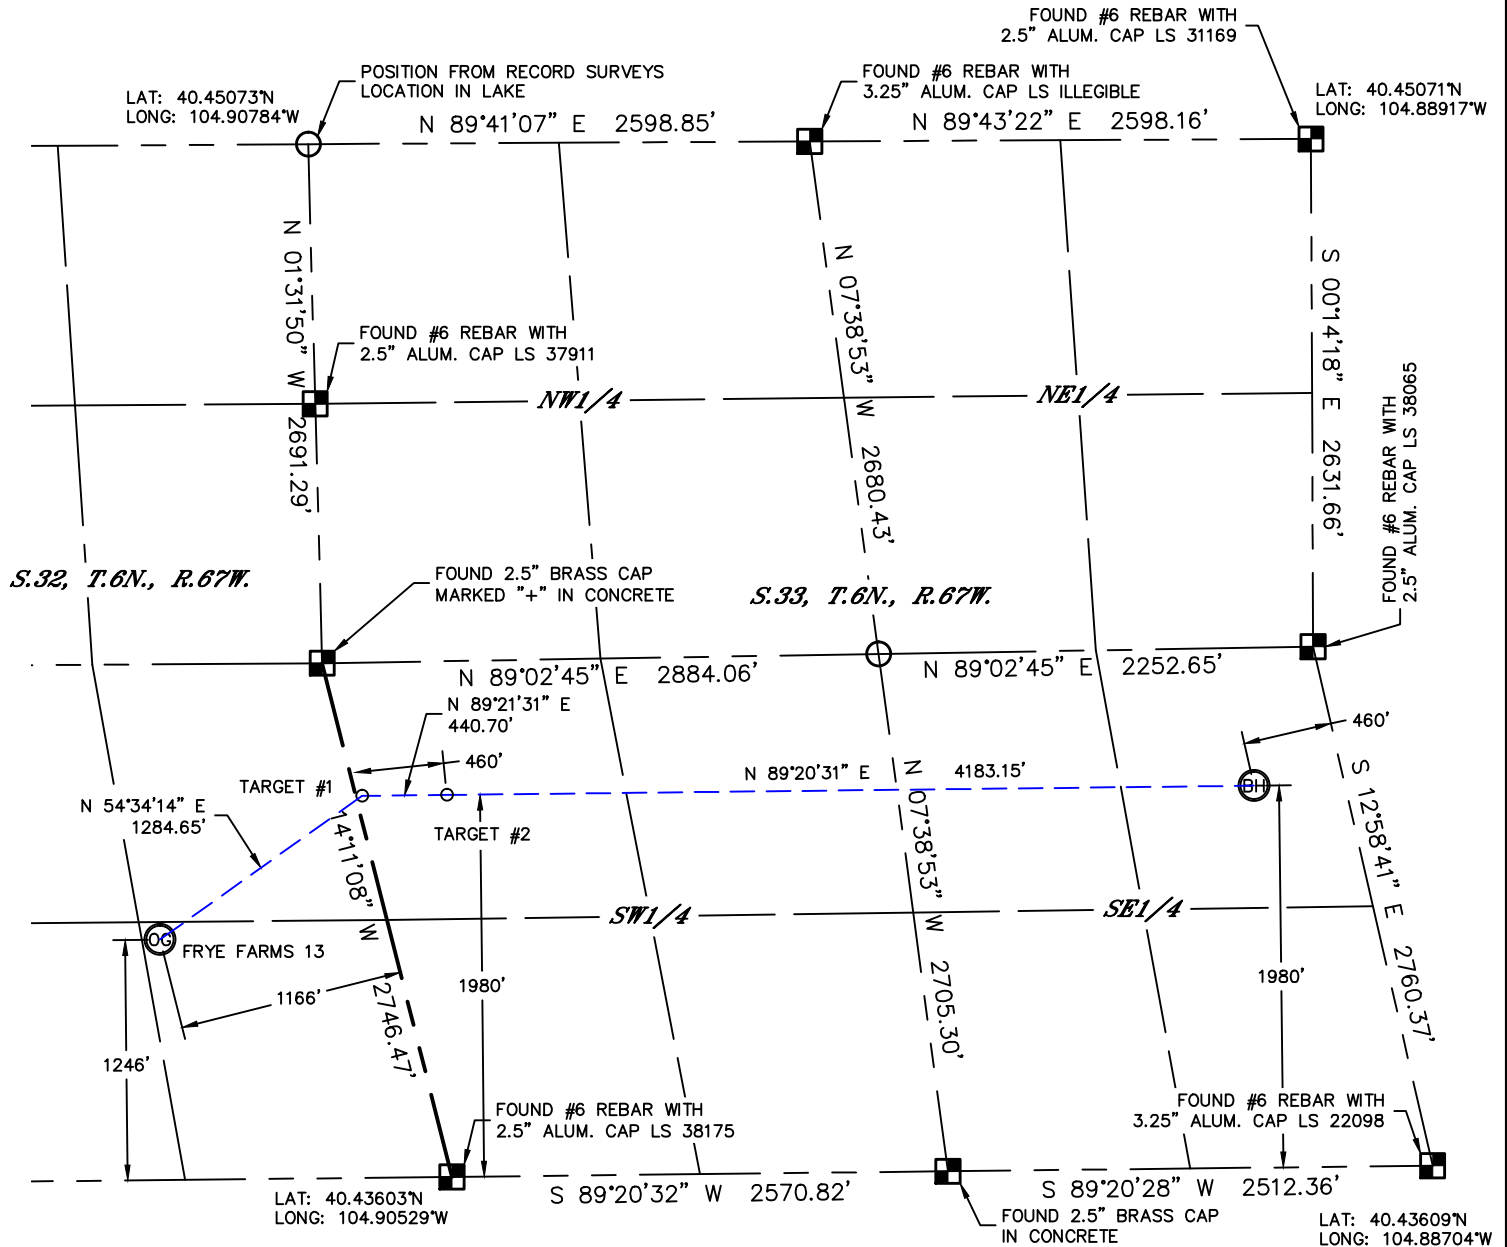 FOUND #6 REBAR WITH
2.5" ALUM. CAP LS 31169
POSITION FROM RECORD SURVEYS
LOCATION IN LAKE
FOUND #6 REBAR WITH
3.25" ALUM. CAP LS ILLEGIBLE
LAT: 40.45073°N
LONG: 104.90784°W
LAT: 40.45071°N
LONG: 104.88917°W
N 89°41'07" E 2598.85'
N 89°43'22" E 2598.16'
N 01°31'50" W 2691.29'
N 07°38'53" W 2680.43'
S 00°14'18" E 2631.66'
FOUND #6 REBAR WITH
2.5" ALUM. CAP LS 37911
NW1/4
NE1/4
FOUND #6 REBAR WITH
2.5" ALUM. CAP LS 38065
S.32, T.6N., R.67W.
FOUND 2.5" BRASS CAP
MARKED "+" IN CONCRETE
S.33, T.6N., R.67W.
N 89°02'45" E 2884.06'
N 89°02'45" E 2252.65'
N 89°21'31" E
440.70'
460'
460'
TARGET #1
N 89°20'31" E 4183.15'
BH
N 54°34'14" E
1284.65'
TARGET #2
14°11'08" W 2746.47'
N 07°38'53" W 2705.30'
S 12°58'41" E 2760.37'
SW1/4
SE1/4
OG
FRYE FARMS 13
1166'
1980'
1980'
1246'
FOUND #6 REBAR WITH
2.5" ALUM. CAP LS 38175
FOUND #6 REBAR WITH
3.25" ALUM. CAP LS 22098
LAT: 40.43603°N
LONG: 104.90529°W
S 89°20'32" W 2570.82'
S 89°20'28" W 2512.36'
FOUND 2.5" BRASS CAP
IN CONCRETE
LAT: 40.43609°N
LONG: 104.88704°W